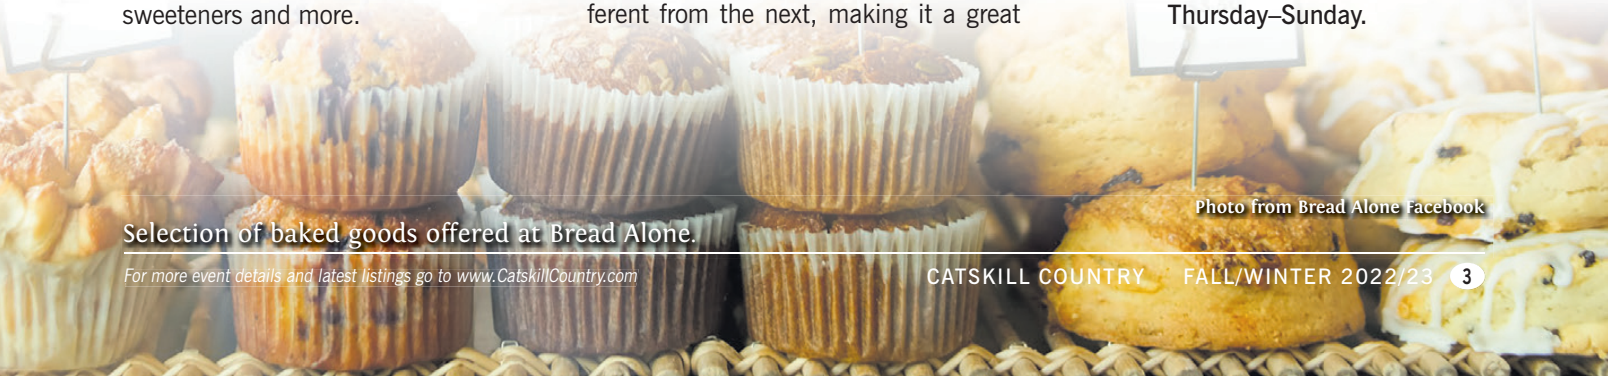 sweeteners and more.
ferent from the next, making it a great
Thursday–Sunday.
Photo from Bread Alone Facebook
Selection of baked goods offered at Bread Alone.
For more event details and latest listings go to www.CatskillCountry.com
CATSKILL COUNTRY FALL/WINTER 2022/23 3